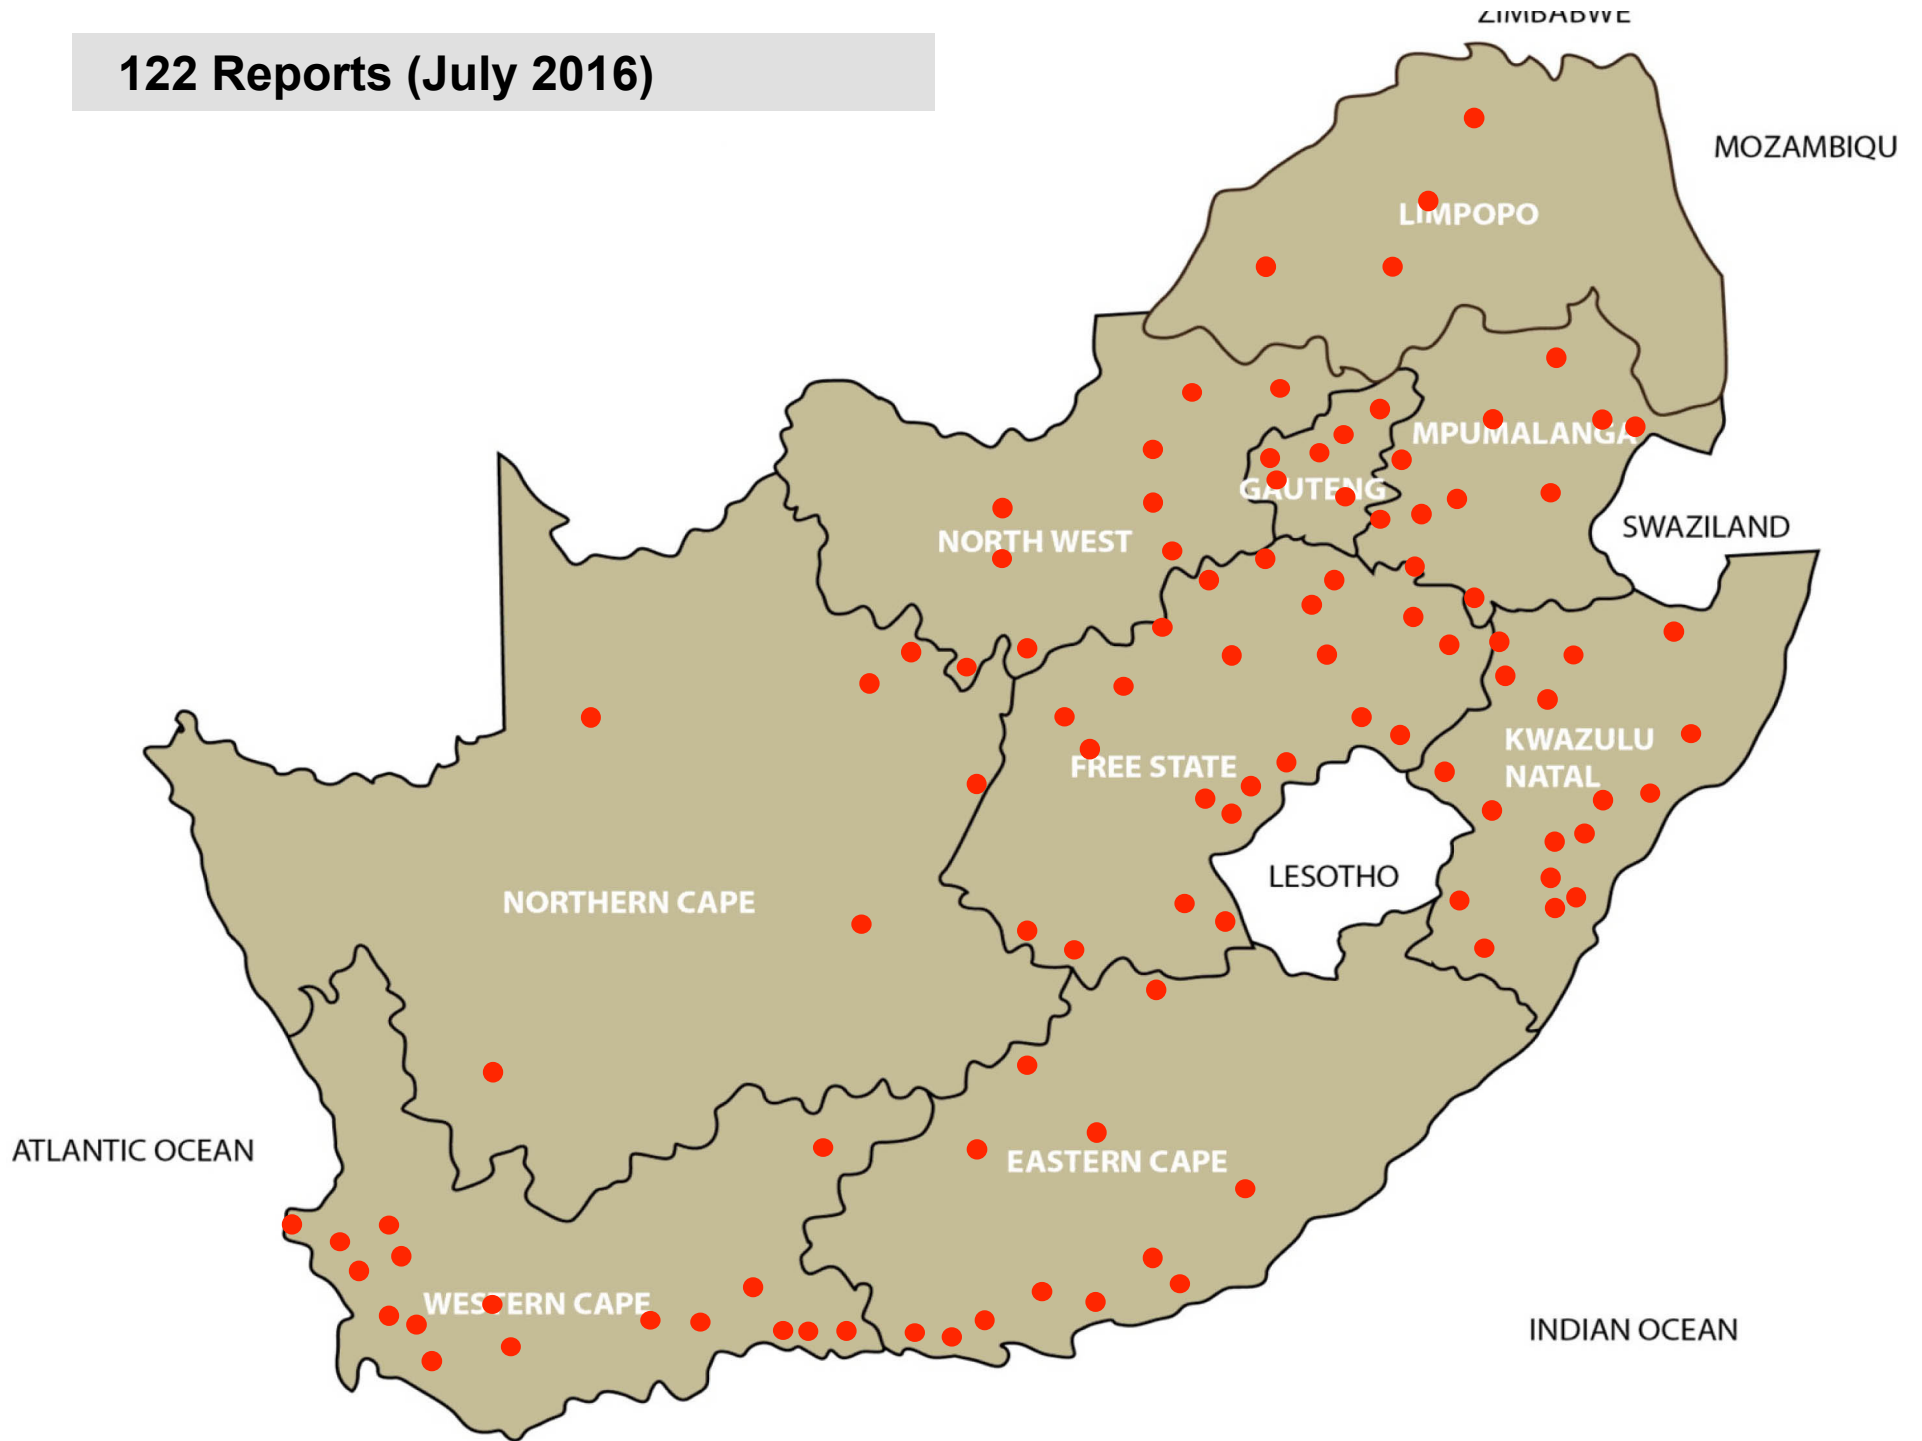 ZIMBABWE
122 Reports (July 2016)
MOZAMBIQU
LIMPOPO
MPUMALANGA
GAUTENG
SWAZILAND
NORTH WEST
KWAZULU
NATAL
FREE STATE
LESOTHO
NORTHERN CAPE
ATLANTIC OCEAN
EASTERN CAPE
WESTERN CAPE
INDIAN OCEAN